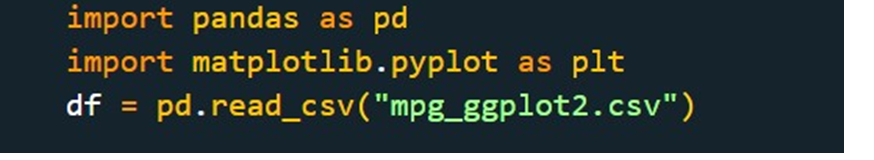 import pandas as pd
import matplotlib.pyplot as plt
df = pd.read_csv("mpg_ggplot2.csv")